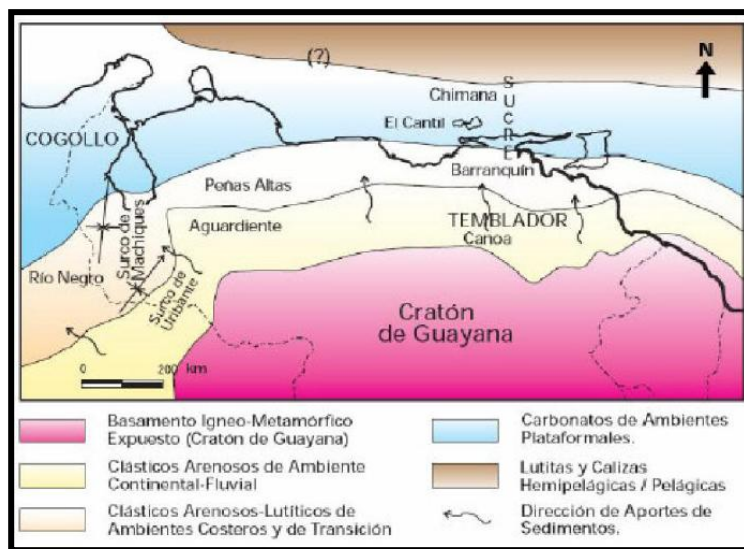 (?)
N
Chimana
SUCRE
El Cantil
COGOLLO
Barranquín
Peñas Altas
TEMBLADOR
Aguardiente
Canoa
Surco de Machiques
Río Negro
Surco de Uribante
Cratón
de Guayana
0 200 km
Basamento Igneo-Metamórfico
Expuesto (Cratón de Guayana)
Clásticos Arenosos de Ambiente
Continental-Fluvial
Clásticos Arenosos-Lutíticos de
Ambientes Costeros y de Transición
Carbonatos de Ambientes
Plataformales.
Lutitas y Calizas
Hemipelágicas / Pelágicas
Dirección de Aportes de
Sedimentos.